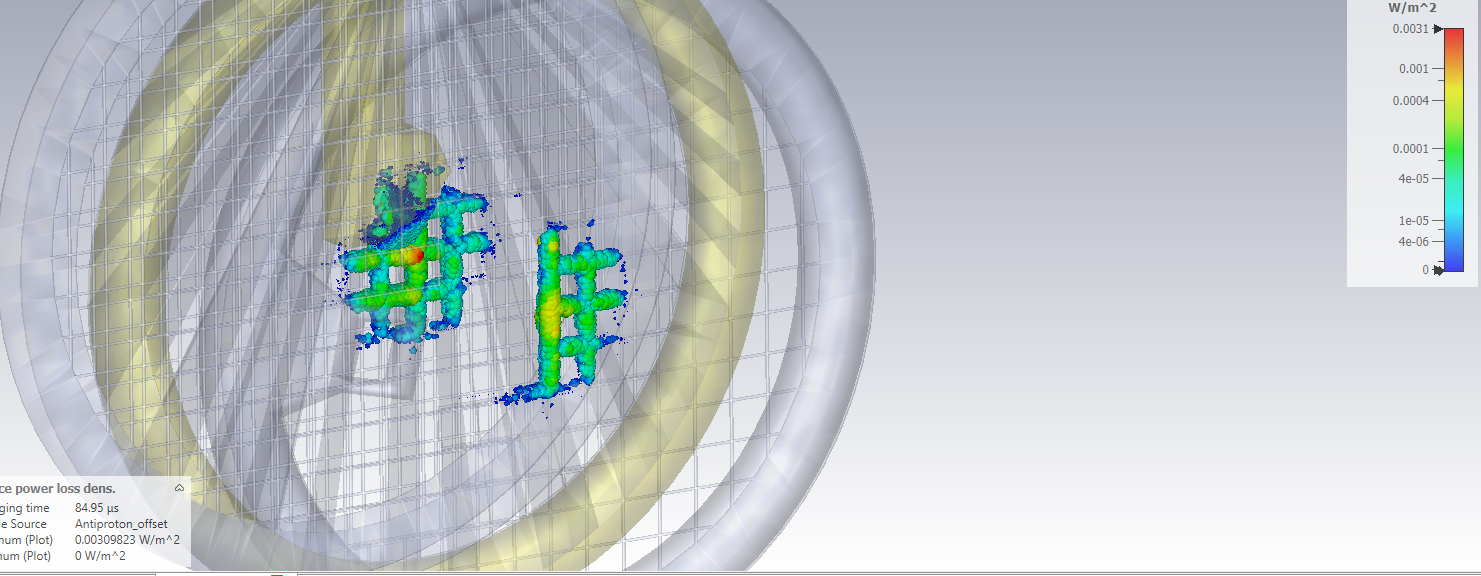 W/m^2
0.0031
0.001
0.0004
0.0001
4e-05
1e-05
4e-06
0
ce power loss dens.
ging time 84.95 µs
e Source Antiproton_offset
num (Plot) 0.00309823 W/m^2
num (Plot) 0 W/m^2